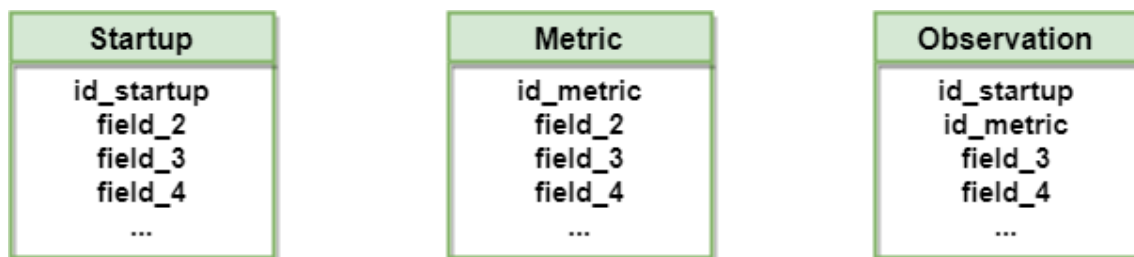 Startup
id_startup
field_2
field_3
field_4
...
Metric
id_metric
field_2
field_3
field_4
...
Observation
id_startup
id_metric
field_3
field_4
...